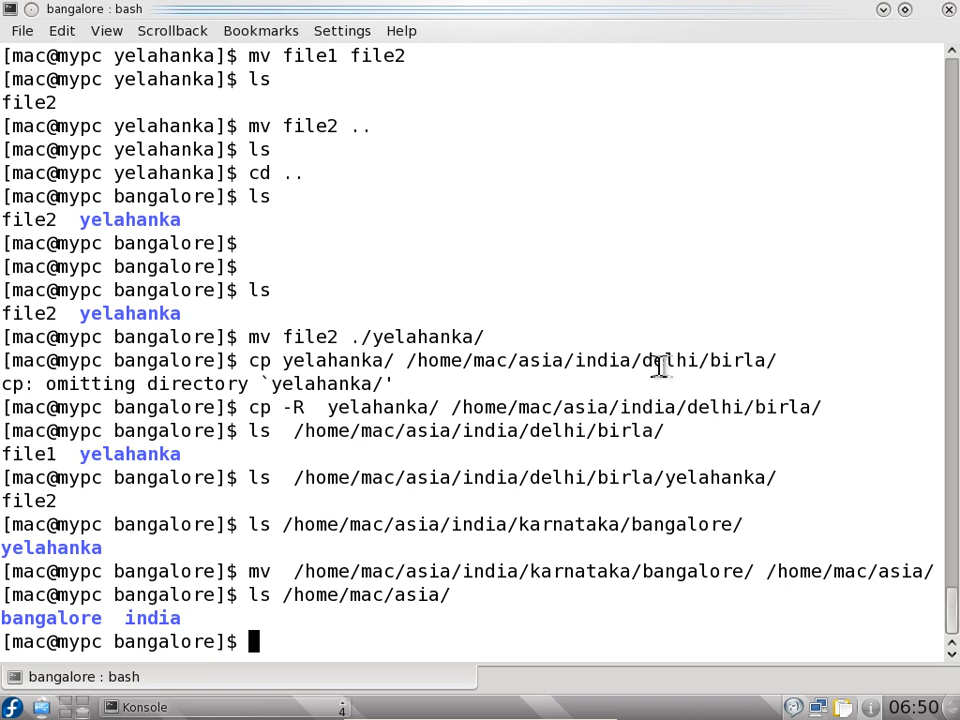 bangalore : bash
File Edit View Scrollback Bookmarks Settings Help
[mac@mypc yelahanka]$ mv file1 file2
[mac@mypc yelahanka]$ ls
file2
[mac@mypc yelahanka]$ mv file2 ..
[mac@mypc yelahanka]$ ls
[mac@mypc yelahanka]$ cd ..
[mac@mypc bangalore]$ ls
file2  yelahanka
[mac@mypc bangalore]$
[mac@mypc bangalore]$
[mac@mypc bangalore]$ ls
file2  yelahanka
[mac@mypc bangalore]$ mv file2 ./yelahanka/
[mac@mypc bangalore]$ cp yelahanka/ /home/mac/asia/india/delhi/birla/
cp: omitting directory `yelahanka/'
[mac@mypc bangalore]$ cp -R  yelahanka/ /home/mac/asia/india/delhi/birla/
[mac@mypc bangalore]$ ls  /home/mac/asia/india/delhi/birla/
file1  yelahanka
[mac@mypc bangalore]$ ls  /home/mac/asia/india/delhi/birla/yelahanka/
file2
[mac@mypc bangalore]$ ls /home/mac/asia/india/karnataka/bangalore/
yelahanka
[mac@mypc bangalore]$ mv  /home/mac/asia/india/karnataka/bangalore/ /home/mac/asia/
[mac@mypc bangalore]$ ls /home/mac/asia/
bangalore  india
[mac@mypc bangalore]$
bangalore : bash
Konsole 4 06:50